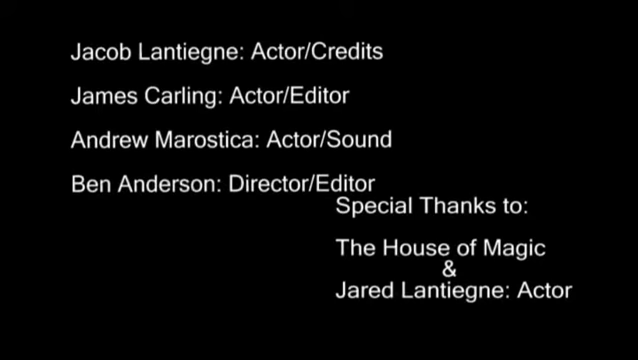 Jacob Lantiegne: Actor/Credits
James Carling: Actor/Editor
Andrew Marostica: Actor/Sound
Ben Anderson: Director/Editor
Special Thanks to:
The House of Magic
&
Jared Lantiegne: Actor